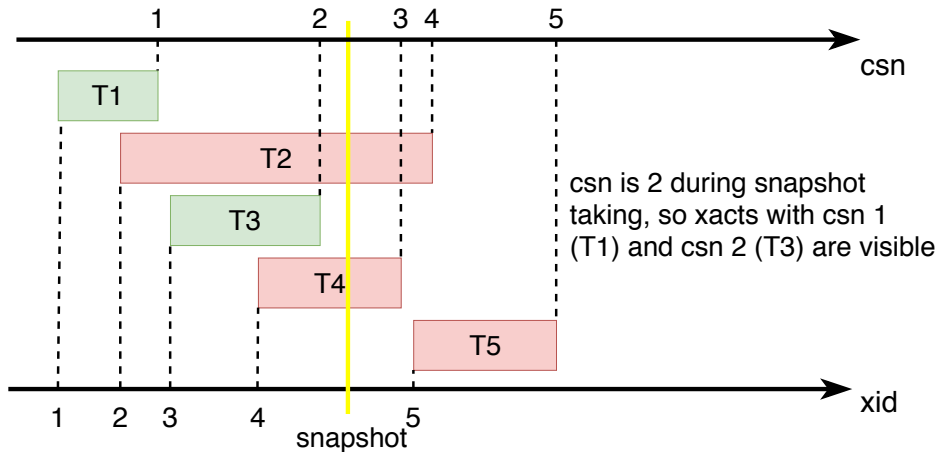 1 2 3 4 5
csn
T1
T2
csn is 2 during snapshot
taking, so xacts with csn 1
(T1) and csn 2 (T3) are visible
T3
T4
T5
xid
1 2 3 4 5
snapshot